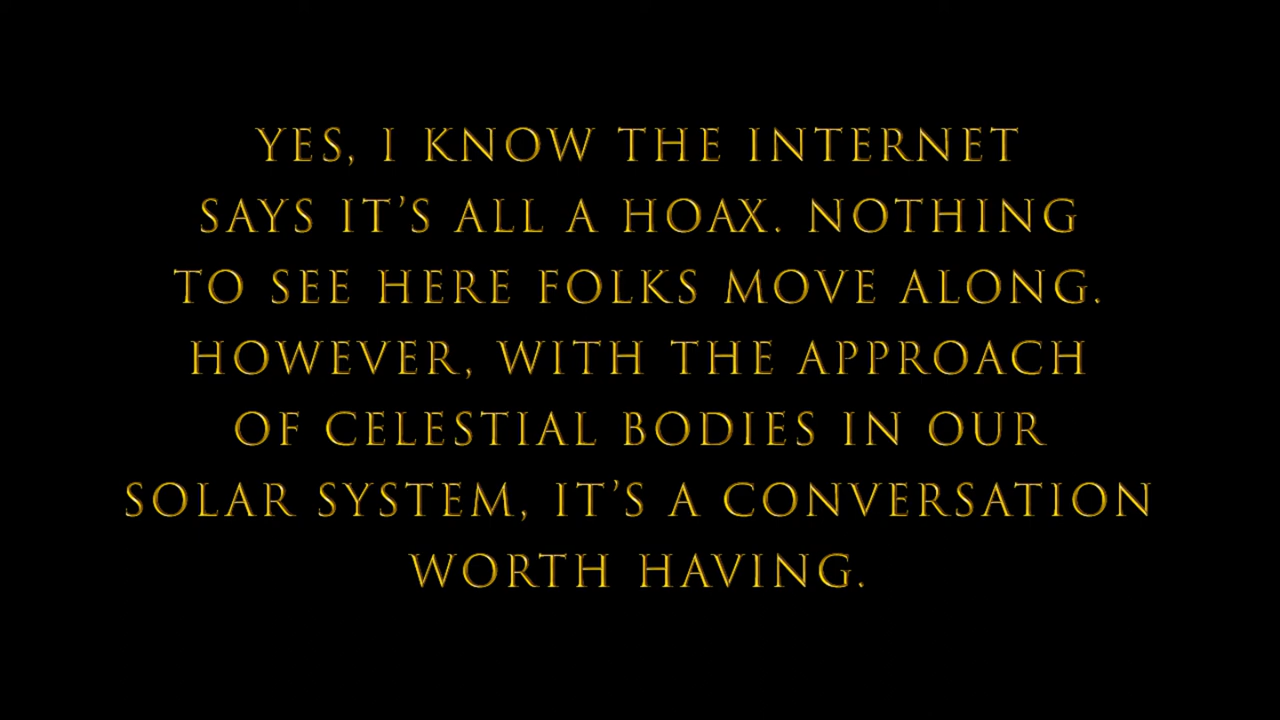 YES, I KNOW THE INTERNET
SAYS IT'S ALL A HOAX. NOTHING
TO SEE HERE FOLKS MOVE ALONG.
HOWEVER, WITH THE APPROACH
OF CELESTIAL BODIES IN OUR
SOLAR SYSTEM, IT'S A CONVERSATION
WORTH HAVING.